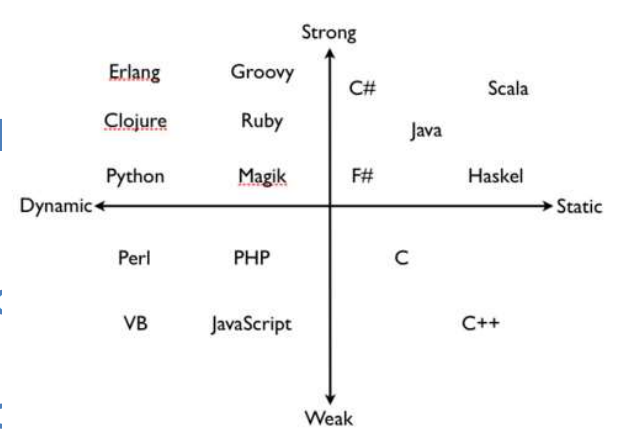 Strong
Erlang Groovy C# Scala
Clojure Ruby Java
Python Magik F# Haskel
Dynamic Static
Perl PHP C
VB JavaScript C++
Weak